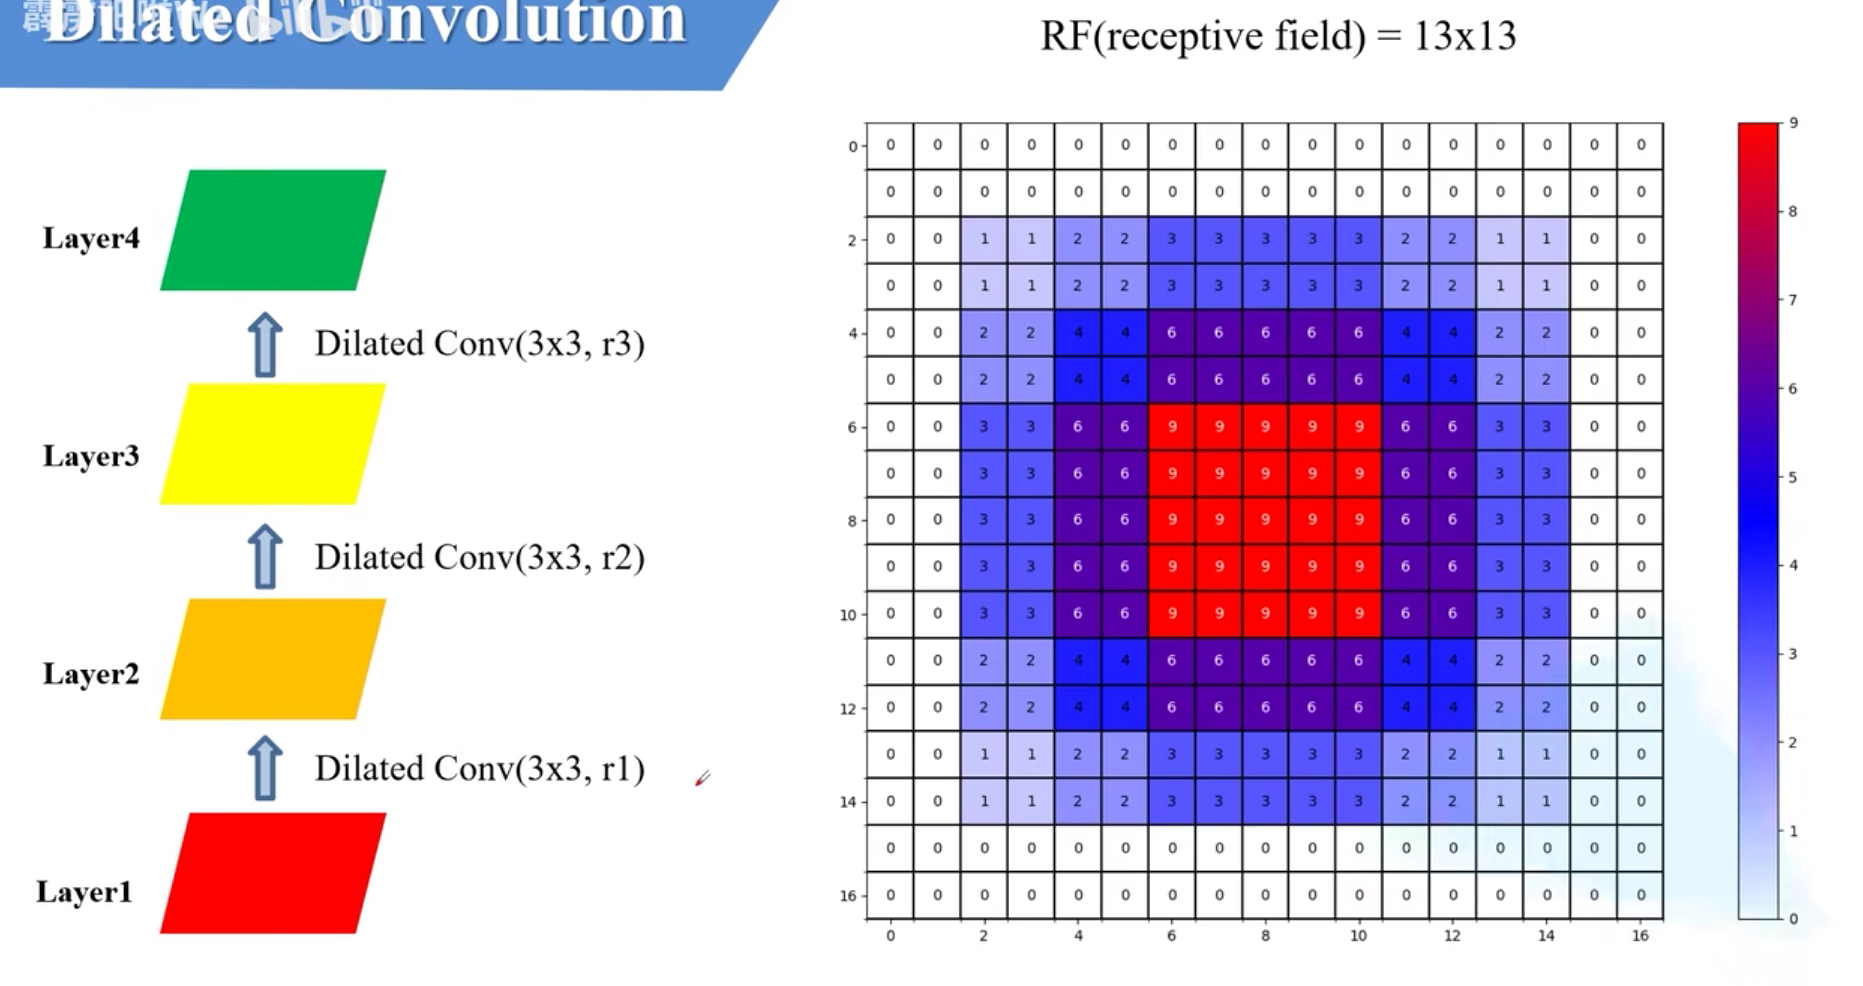 Dilated Convolution
RF(receptive field) = 13x13
Layer4
Dilated Conv(3x3, r3)
Layer3
Dilated Conv(3x3, r2)
Layer2
Dilated Conv(3x3, r1)
Layer1
0 0 0 0 0 0 0 0 0 0 0 0 0 0 0 0 0 0
0 0 0 0 0 0 0 0 0 0 0 0 0 0 0 0 0
2 0 0 1 1 2 2 3 3 3 3 3 2 2 1 1 0 0
0 0 1 1 2 2 3 3 3 3 3 2 2 1 1 0 0
4 0 0 2 2 4 4 6 6 6 6 6 4 4 2 2 0 0
0 0 2 2 4 4 6 6 6 6 6 4 4 2 2 0 0
6 0 0 3 3 6 6 9 9 9 9 9 6 6 3 3 0 0
0 0 3 3 6 6 9 9 9 9 9 6 6 3 3 0 0
8 0 0 3 3 6 6 9 9 9 9 9 6 6 3 3 0 0
0 0 3 3 6 6 9 9 9 9 9 6 6 3 3 0 0
10 0 0 3 3 6 6 9 9 9 9 9 6 6 3 3 0 0
0 0 2 2 4 4 6 6 6 6 6 4 4 2 2 0 0
12 0 0 2 2 4 4 6 6 6 6 6 4 4 2 2 0 0
0 0 1 1 2 2 3 3 3 3 3 2 2 1 1 0 0
14 0 0 1 1 2 2 3 3 3 3 3 2 2 1 1 0 0
0 0 0 0 0 0 0 0 0 0 0 0 0 0 0 0 0
16 0 0 0 0 0 0 0 0 0 0 0 0 0 0 0 0 0
0 2 4 6 8 10 12 14 16
9
8
7
6
5
4
3
2
1
0